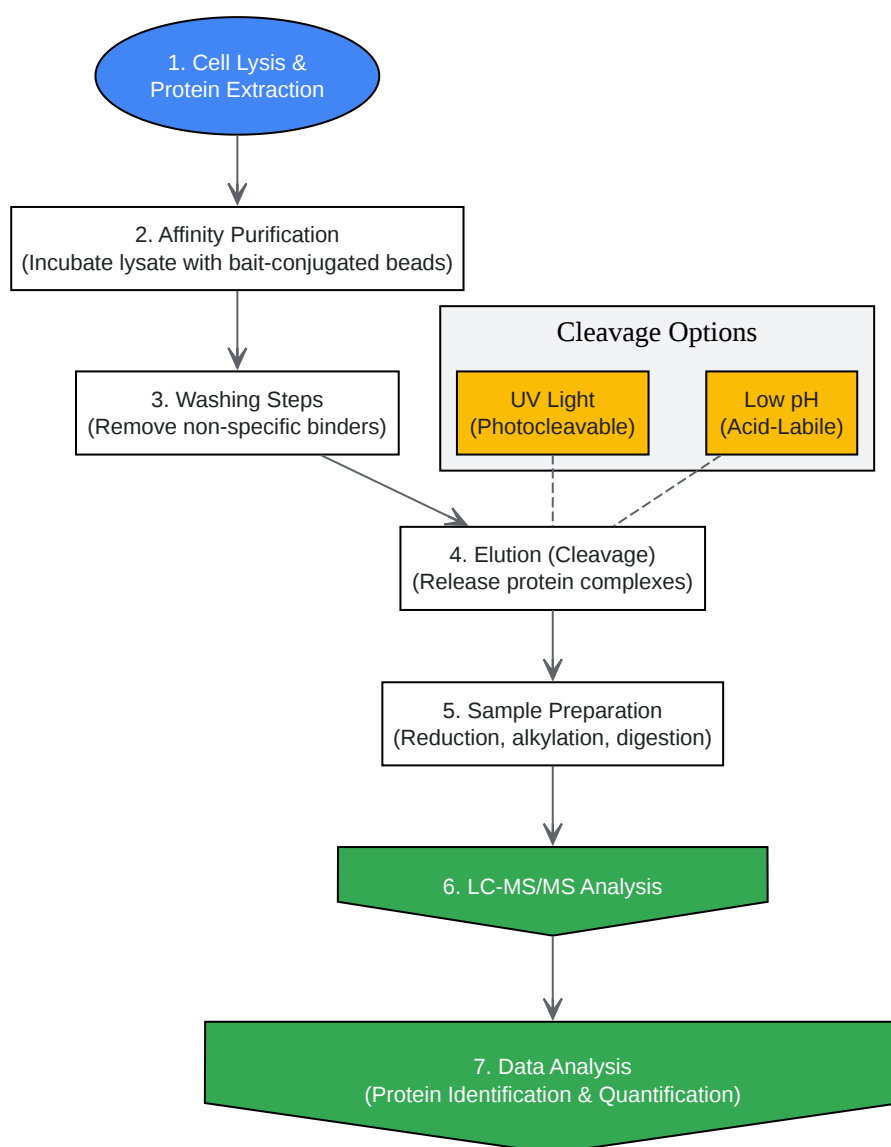 1. Cell Lysis &
Protein Extraction
2. Affinity Purification
(Incubate lysate with bait-conjugated beads)
Cleavage Options
3. Washing Steps
(Remove non-specific binders)
UV Light
(Photocleavable)
Low pH
(Acid-Labile)
4. Elution (Cleavage)
(Release protein complexes)
5. Sample Preparation
(Reduction, alkylation, digestion)
6. LC-MS/MS Analysis
7. Data Analysis
(Protein Identification & Quantification)